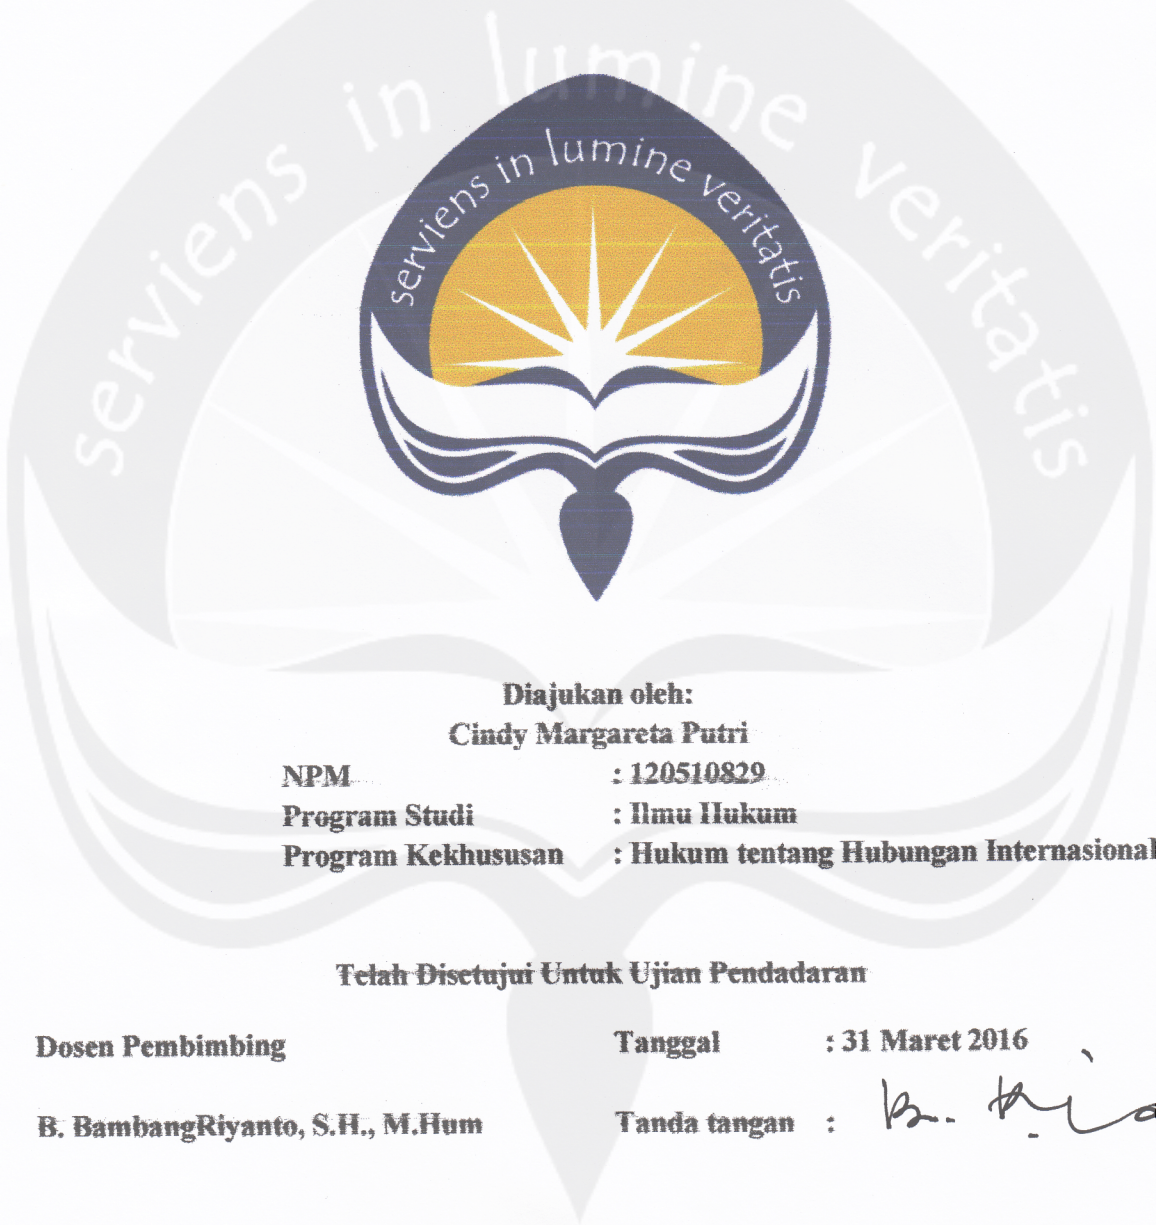 serviens in lumine veritatis
serviens in lumine veritatis
Diajukan oleh:
Cindy Margareta Putri
NPM : 120510829
Program Studi : Ilmu Hukum
Program Kekhususan : Hukum tentang Hubungan Internasional
Telah Disetujui Untuk Ujian Pendadaran
Dosen Pembimbing Tanggal : 31 Maret 2016
B. BambangRiyanto, S.H., M.Hum Tanda tangan :